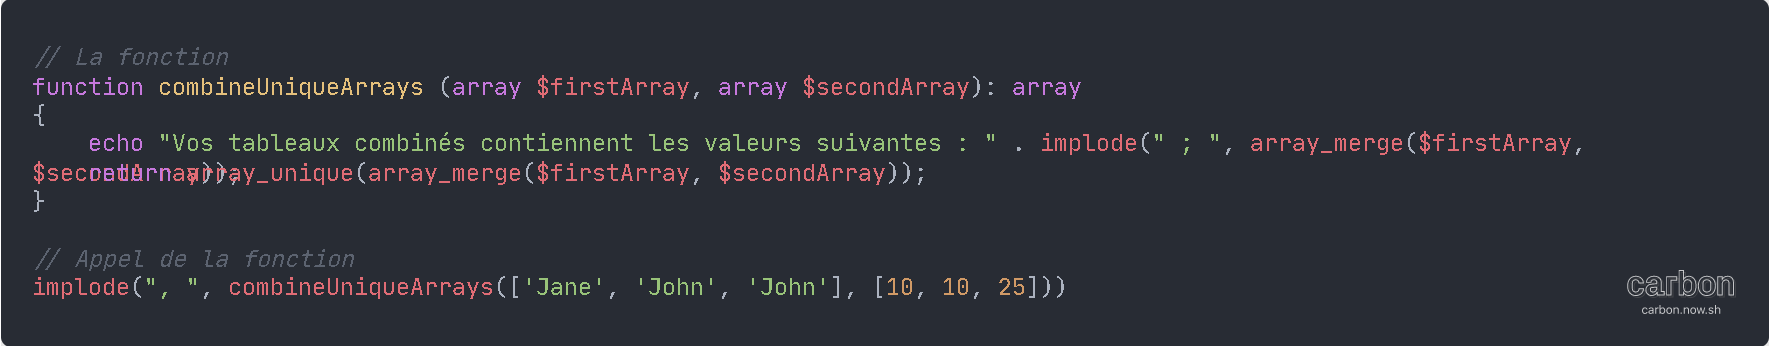 // La fonction
function combineUniqueArrays (array $firstArray, array $secondArray): array
{
    echo "Vos tableaux combinés contiennent les valeurs suivantes : " . implode(" ; ", array_merge($firstArray,
$secondArray));
    return array_unique(array_merge($firstArray, $secondArray));
}
// Appel de la fonction
implode(", ", combineUniqueArrays(['Jane', 'John', 'John'], [10, 10, 25]))
carbon
carbon.now.sh